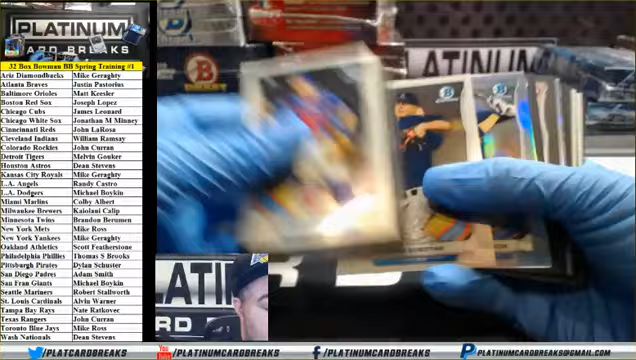 PLATINUM
CARD BREAKS
32 Box Bowman BB Spring Training #1
Ariz Diamondbacks Mike Geraghty
Atlanta Braves Justin Pastorius
Baltimore Orioles Matt Keesler
Boston Red Sox Joseph Lopez
Chicago Cubs James Leonard
Chicago White Sox Jonathan M Minney
Cinncinnati Reds John LaRosa
Cleveland Indians William Ramsay
Colorado Rockies John Curran
Detroit Tigers Melvin Gouker
Houston Astros Dean Stevens
Kansas City Royals Mike Geraghty
L.A. Angels Randy Castro
L.A. Dodgers Michael Boykin
Miami Marlins Colby Albert
Milwaukee Brewers Kaiolani Calip
Minnesota Twins Brandon Berumen
New York Mets Mike Ross
New York Yankees Mike Geraghty
Oakland Athletics Scott Featherstone
Philadelphia Phillies Thomas S Brooks
Pittsburgh Pirates Dylan Schuster
San Diego Padres Adam Smith
San Fran Giants Michael Boykin
Seattle Mariners Robert Stallworth
St. Louis Cardinals Alvin Warner
Tampa Bay Rays Nate Ratkover
Texas Rangers John Curran
Toronto Blue Jays Mike Ross
Wash Nationals Dean Stevens
@PLATCARDBREAKS
/PLATINUMCARDBREAKS
/PLATINUMCARDBREAKS
@PLATINUMCARDBREAKS